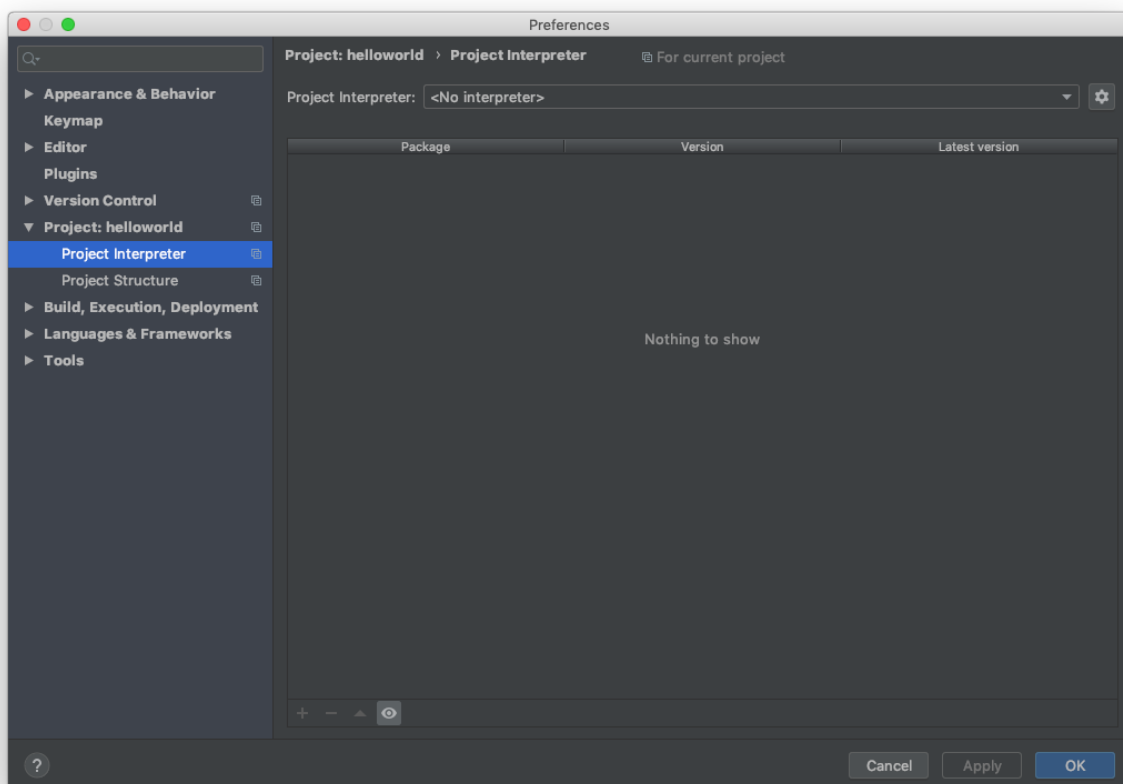 Preferences
Appearance & Behavior
Keymap
Editor
Plugins
Version Control
Project: helloworld
Project Interpreter
Project Structure
Build, Execution, Deployment
Languages & Frameworks
Tools
Project: helloworld › Project Interpreter For current project
Project Interpreter: <No interpreter>
Package Version Latest version
Nothing to show
? Cancel Apply OK